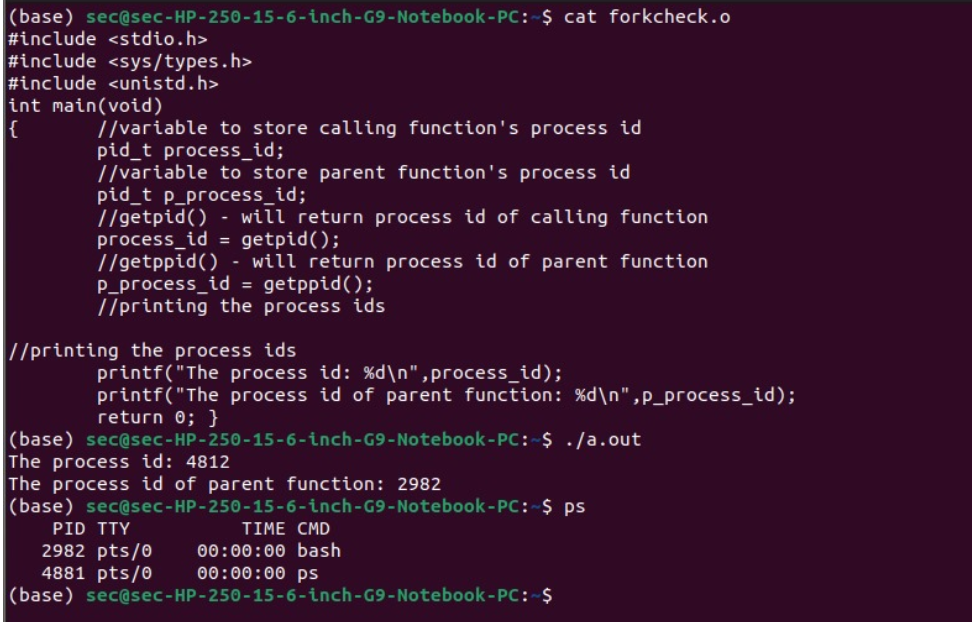 (base) sec@sec-HP-250-15-6-inch-G9-Notebook-PC:~$ cat forkcheck.o
#include <stdio.h>
#include <sys/types.h>
#include <unistd.h>
int main(void)
{       //variable to store calling function's process id
        pid_t process_id;
        //variable to store parent function's process id
        pid_t p_process_id;
        //getpid() - will return process id of calling function
        process_id = getpid();
        //getppid() - will return process id of parent function
        p_process_id = getppid();
        //printing the process ids

//printing the process ids
        printf("The process id: %d\n",process_id);
        printf("The process id of parent function: %d\n",p_process_id);
        return 0; }
(base) sec@sec-HP-250-15-6-inch-G9-Notebook-PC:~$ ./a.out
The process id: 4812
The process id of parent function: 2982
(base) sec@sec-HP-250-15-6-inch-G9-Notebook-PC:~$ ps
    PID TTY          TIME CMD
   2982 pts/0    00:00:00 bash
   4881 pts/0    00:00:00 ps
(base) sec@sec-HP-250-15-6-inch-G9-Notebook-PC:~$